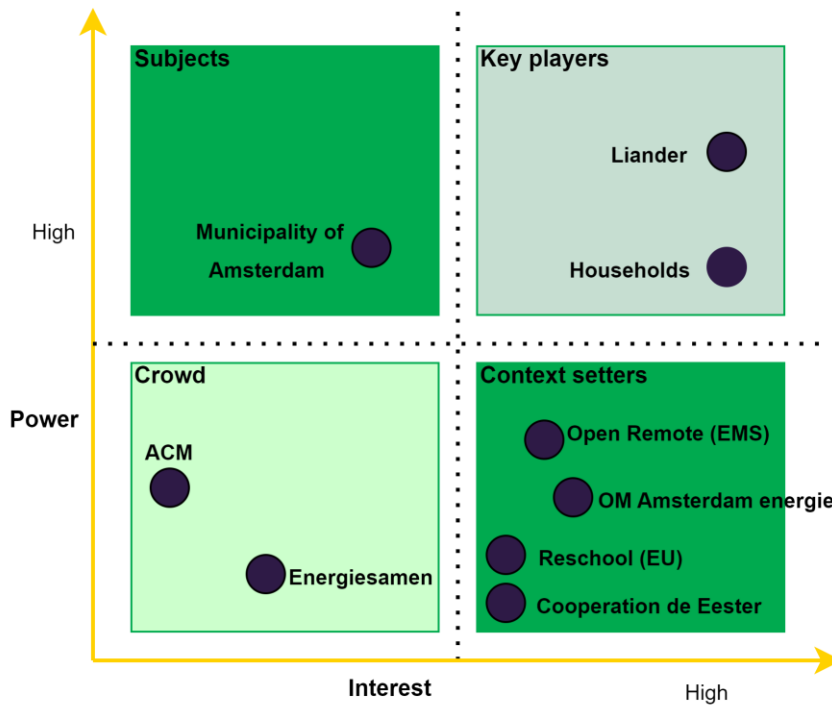 Subjects
Key players
Liander
High
Municipality of
Amsterdam
Households
Crowd
Context setters
Power
Open Remote (EMS)
ACM
OM Amsterdam energie
Reschool (EU)
Energiesamen
Cooperation de Eester
Interest
High